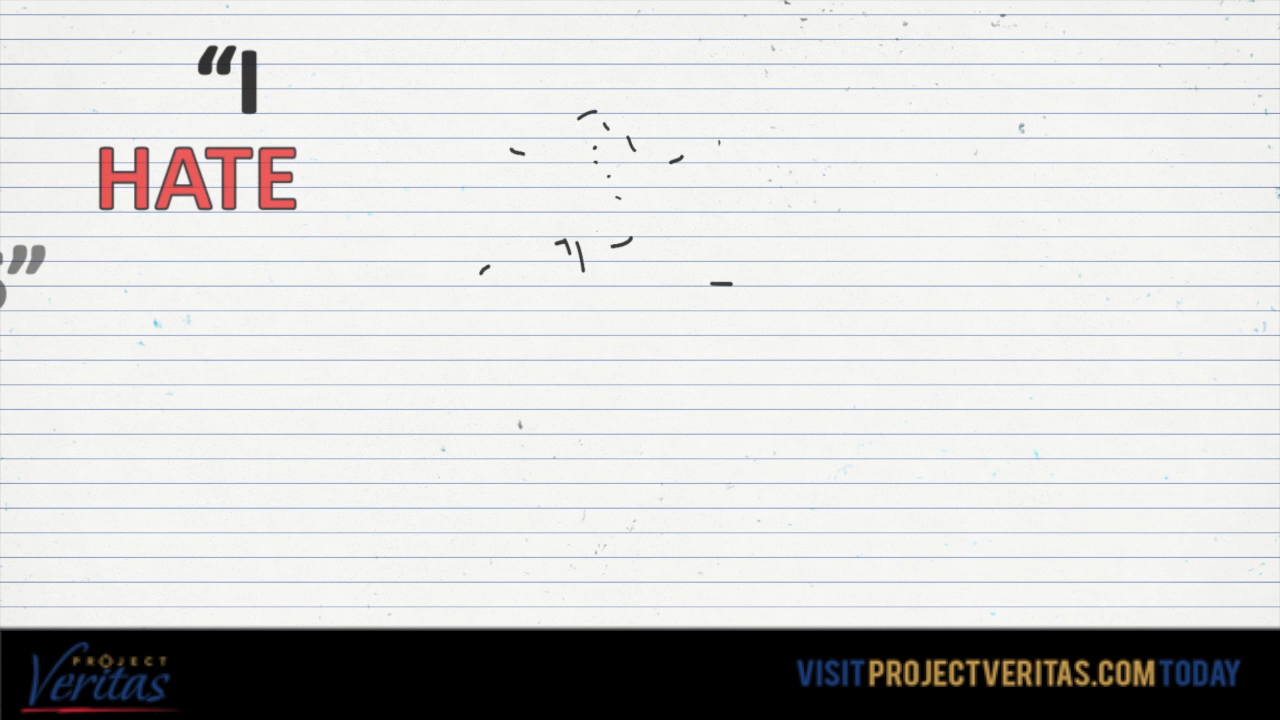 “I
HATE
”
PROJECT
Veritas
VISIT PROJECTVERITAS.COM TODAY